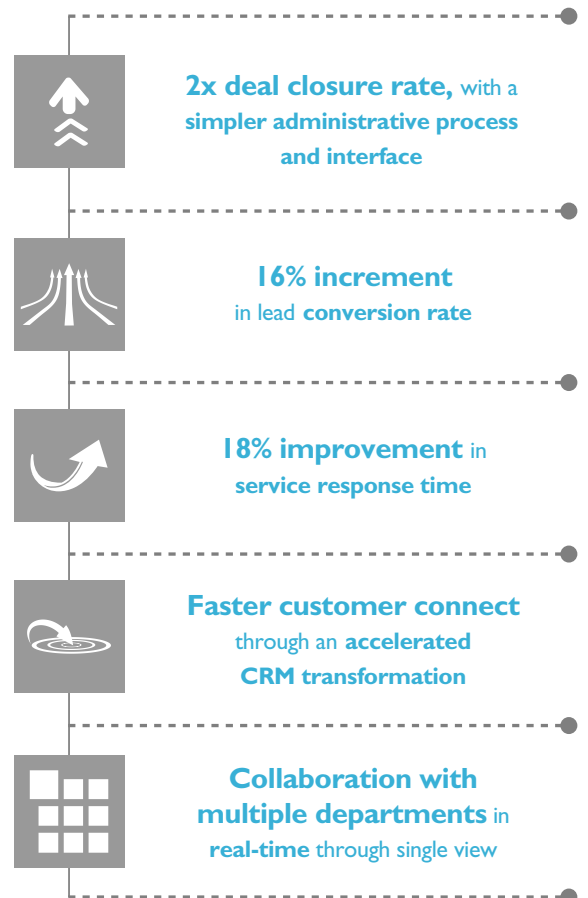 2x deal closure rate, with a
simpler administrative process
and interface
16% increment
in lead conversion rate
18% improvement in
service response time
Faster customer connect
through an accelerated
CRM transformation
Collaboration with
multiple departments in
real-time through single view